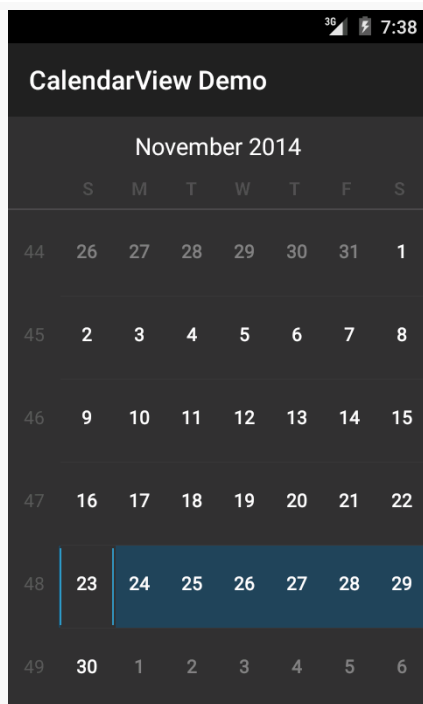 3G 7:38
CalendarView Demo
November 2014
S M T W T F S
44 26 27 28 29 30 31 1
45 2 3 4 5 6 7 8
46 9 10 11 12 13 14 15
47 16 17 18 19 20 21 22
48 23 24 25 26 27 28 29
49 30 1 2 3 4 5 6